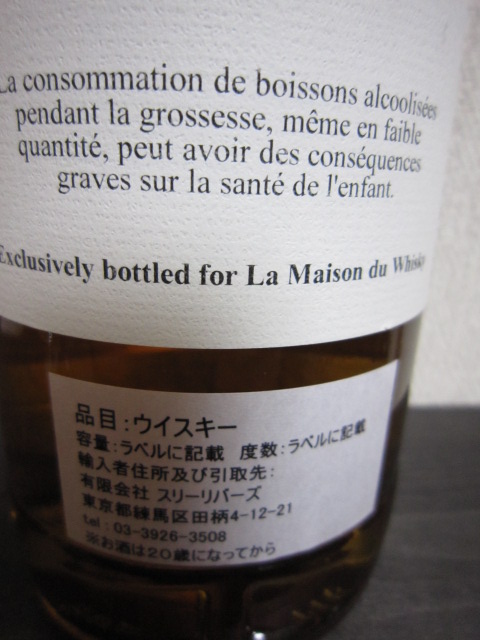 La consommation de boissons alcoolisées
pendant la grossesse, même en faible
quantité, peut avoir des conséquences
graves sur la santé de l'enfant.
Exclusively bottled for La Maison du Whisky
品目:ウイスキー
容量:ラベルに記載 度数:ラベルに記載
輸入者住所及び引取先:
有限会社 スリーリバーズ
東京都練馬区田柄4-12-21
tel:03-3926-3508
※お酒は20歳になってから